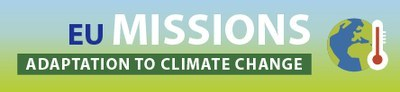 EU MISSIONS
ADAPTATION TO CLIMATE CHANGE